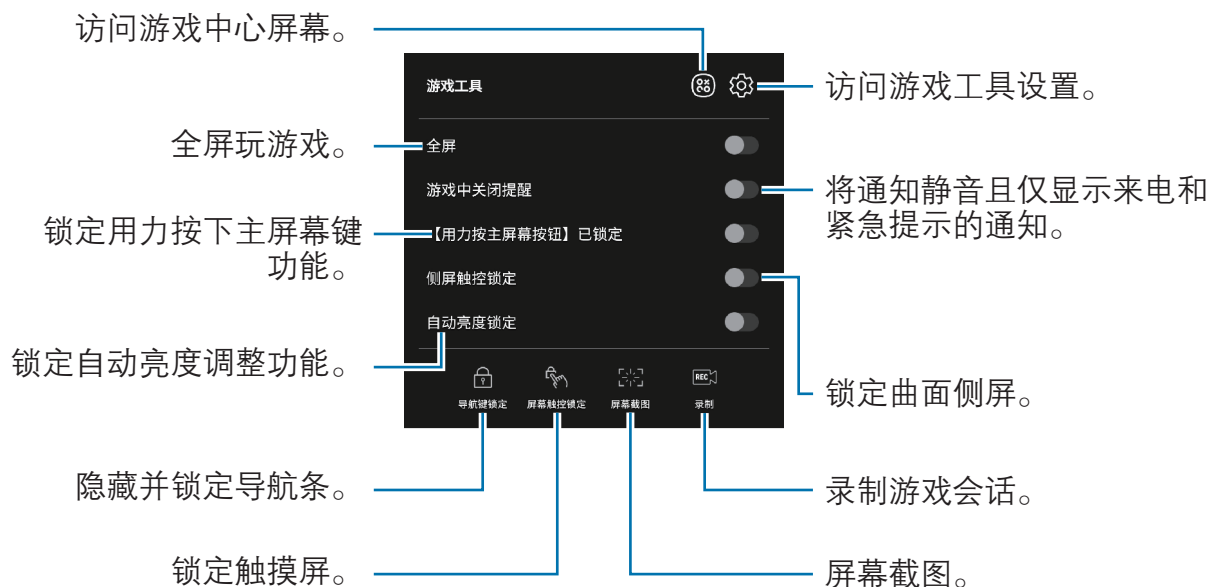 访问游戏中心屏幕。
游戏工具
访问游戏工具设置。
全屏玩游戏。
全屏
游戏中关闭提醒
将通知静音且仅显示来电和
紧急提示的通知。
锁定用力按下主屏幕键
功能。
【用力按主屏幕按钮】已锁定
侧屏触控锁定
自动亮度锁定
锁定自动亮度调整功能。
锁定曲面侧屏。
REC
导航键锁定 屏幕触控锁定 屏幕截图 录制
隐藏并锁定导航条。
录制游戏会话。
锁定触摸屏。
屏幕截图。